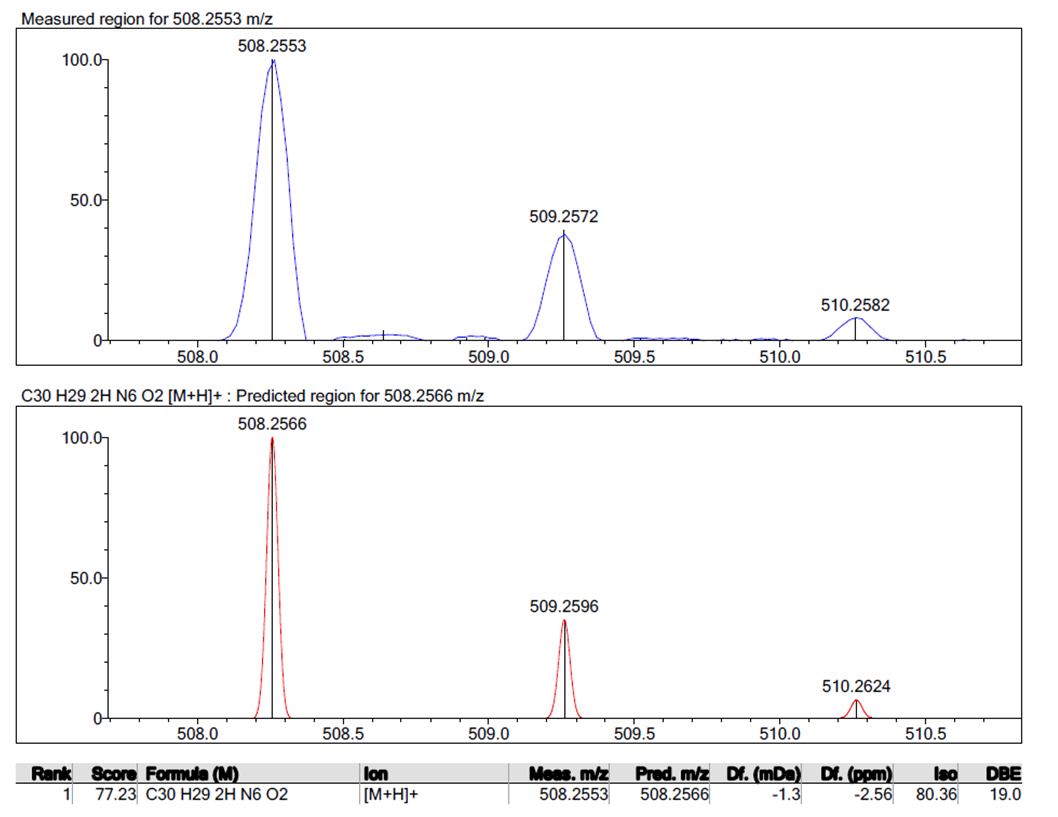 Measured region for 508.2553 m/z
508.2553
100.0
509.2572
50.0
510.2582
0
508.0 508.5 509.0 509.5 510.0 510.5
C30 H29 2H N6 O2 [M+H]+ : Predicted region for 508.2566 m/z
508.2566
100.0
509.2596
50.0
510.2624
0
508.0 508.5 509.0 509.5 510.0 510.5
Rank Score Formula (M) Ion Meas. m/z Pred. m/z Df. (mDa) Df. (ppm) Iso DBE
1 77.23 C30 H29 2H N6 O2 [M+H]+ 508.2553 508.2566 -1.3 -2.56 80.36 19.0